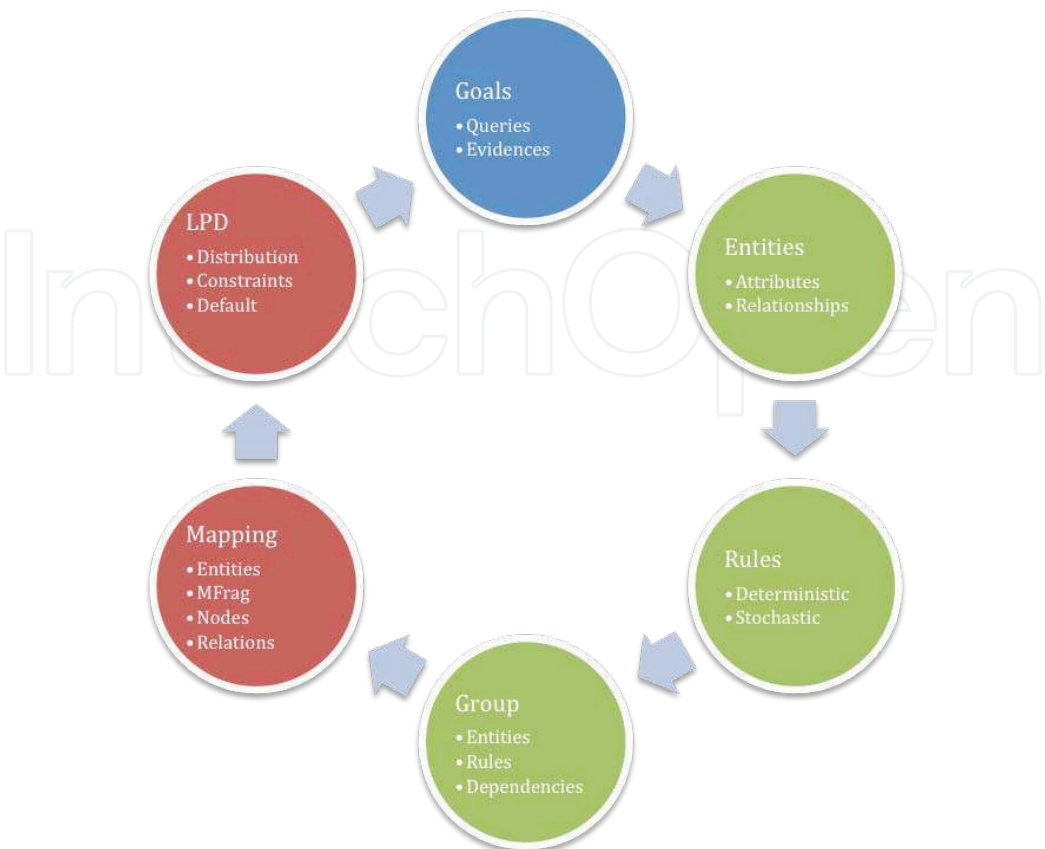 Goals
• Queries
• Evidences
LPD
• Distribution
• Constraints
• Default
Entities
• Attributes
• Relationships
IntechOpen
Mapping
• Entities
• MFrag
• Nodes
• Relations
Rules
• Deterministic
• Stochastic
Group
• Entities
• Rules
• Dependencies